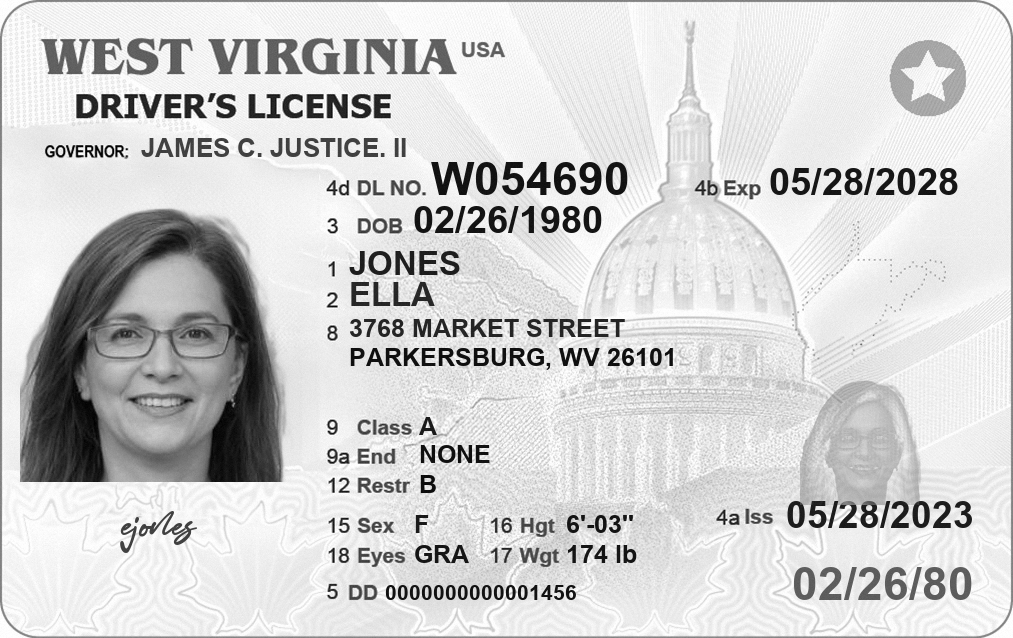 WEST VIRGINIA USA
DRIVER'S LICENSE
GOVERNOR: JAMES C. JUSTICE. II
4d DL NO. W054690 4b Exp 05/28/2028
3 DOB 02/26/1980
1 JONES
2 ELLA
8 3768 MARKET STREET
PARKERSBURG, WV 26101
9 Class A
9a End NONE
12 Restr B
15 Sex F 16 Hgt 6'-03"
4a Iss 05/28/2023
18 Eyes GRA 17 Wgt 174 lb
5 DD 0000000000001456
02/26/80
ejones